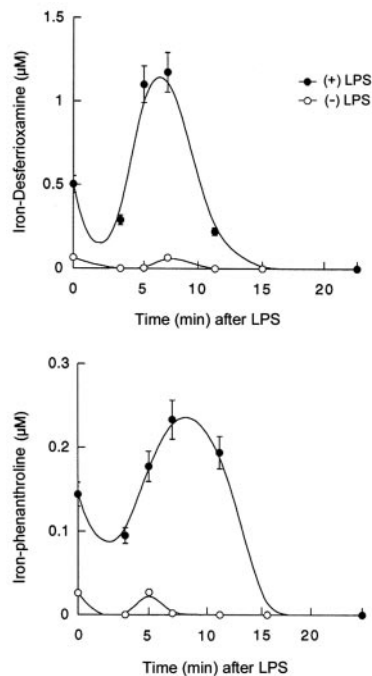 1.5
1
0.5
0
Iron-Desferrioxamine (µM)
(+) LPS
(-) LPS
0 5 10 15 20
Time (min) after LPS
0.3
0.2
0.1
0
Iron-phenanthroline (µM)
0 5 10 15 20
Time (min) after LPS